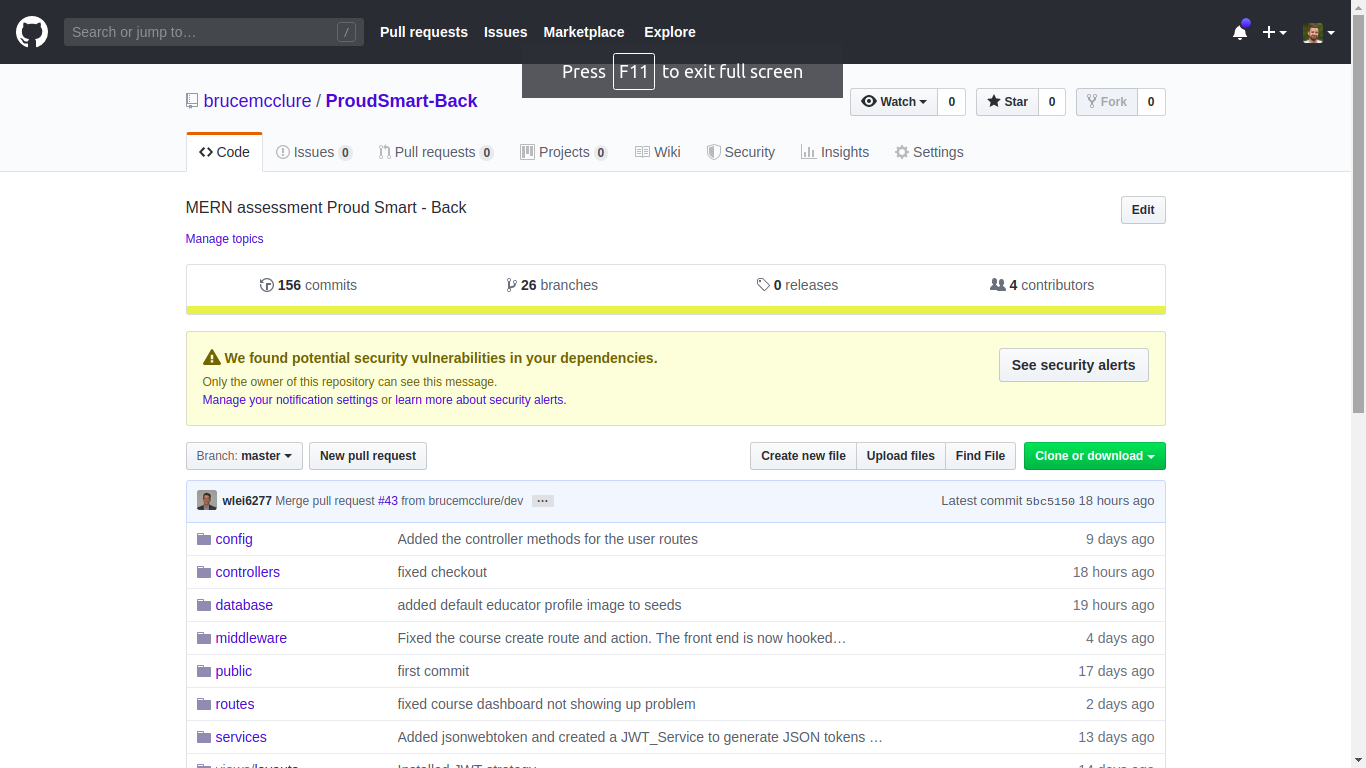 Search or jump to… /
Pull requests Issues Marketplace Explore
Press F11 to exit full screen
brucemcclure / ProudSmart-Back
Watch 0 Star 0 Fork 0
Code Issues 0 Pull requests 0 Projects 0 Wiki Security Insights Settings
MERN assessment Proud Smart - Back
Edit
Manage topics
156 commits 26 branches 0 releases 4 contributors
We found potential security vulnerabilities in your dependencies.
See security alerts
Only the owner of this repository can see this message.
Manage your notification settings or learn more about security alerts.
Branch: master New pull request Create new file Upload files Find File Clone or download
wlei6277 Merge pull request #43 from brucemcclure/dev … Latest commit 5bc5150 18 hours ago
config Added the controller methods for the user routes 9 days ago
controllers fixed checkout 18 hours ago
database added default educator profile image to seeds 19 hours ago
middleware Fixed the course create route and action. The front end is now hooked… 4 days ago
public first commit 17 days ago
routes fixed course dashboard not showing up problem 2 days ago
services Added jsonwebtoken and created a JWT_Service to generate JSON tokens … 13 days ago
views/layouts Installed JWT strategy 14 days ago